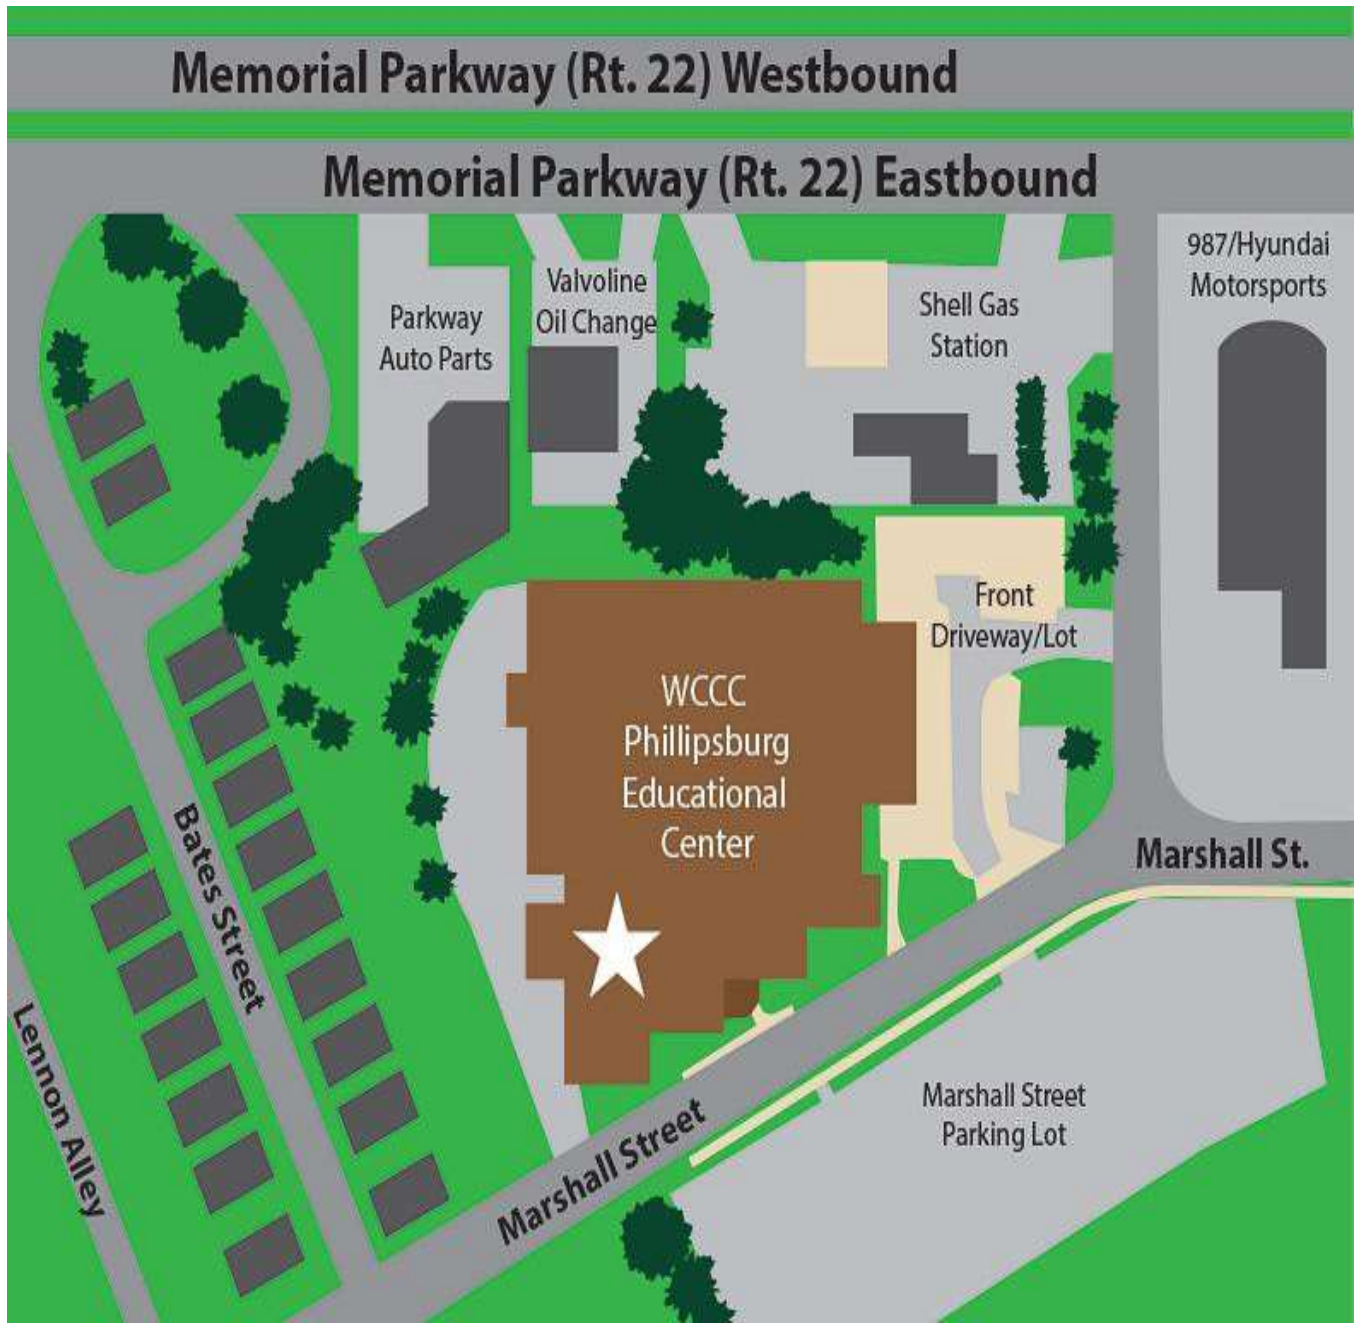 Memorial Parkway (Rt. 22) Westbound
Memorial Parkway (Rt. 22) Eastbound
987/Hyundai
Motorsports
Valvoline
Oil Change
Parkway
Auto Parts
Shell Gas
Station
Front
Driveway/Lot
WCCC
Phillipsburg
Educational
Center
Bates Street
Marshall St.
Lennon Alley
Marshall Street
Marshall Street
Parking Lot